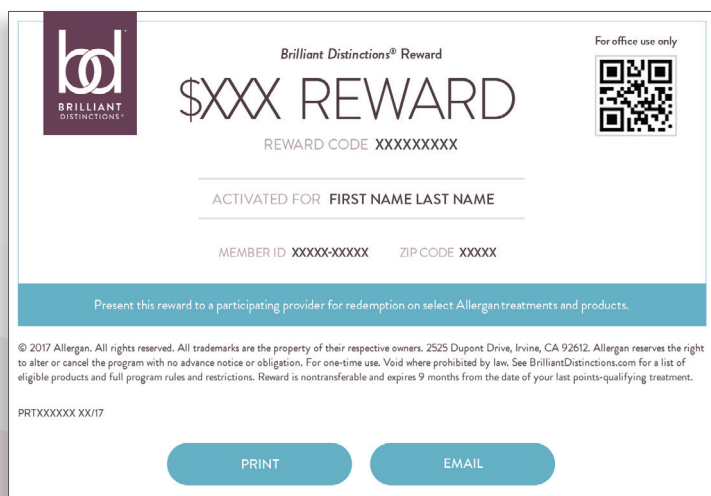 bd
BRILLIANT
DISTINCTIONS®
Brilliant Distinctions® Reward
For office use only
$XXX REWARD
REWARD CODE XXXXXXXXX
ACTIVATED FOR FIRST NAME LAST NAME
MEMBER ID XXXXX-XXXXX ZIP CODE XXXXX
Present this reward to a participating provider for redemption on select Allergan treatments and products.
© 2017 Allergan. All rights reserved. All trademarks are the property of their respective owners. 2525 Dupont Drive, Irvine, CA 92612. Allergan reserves the right
to alter or cancel the program with no advance notice or obligation. For one-time use. Void where prohibited by law. See BrilliantDistinctions.com for a list of
eligible products and full program rules and restrictions. Reward is nontransferable and expires 9 months from the date of your last points-qualifying treatment.
PRTXXXXXX XX/17
PRINT EMAIL